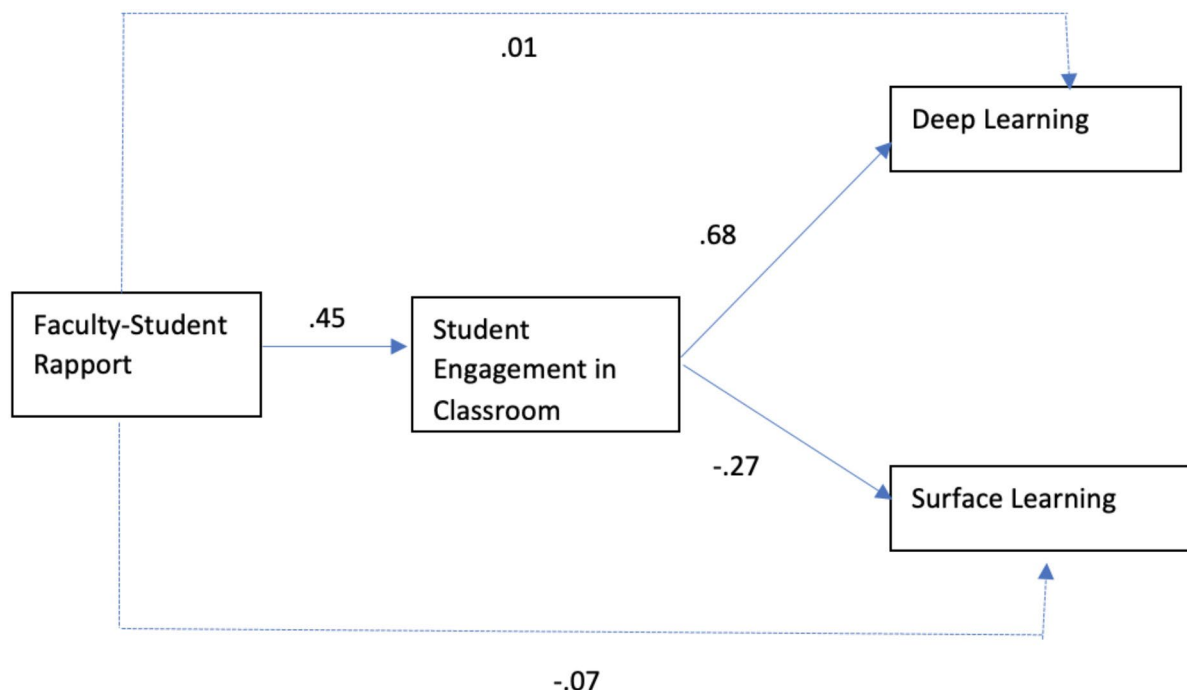 .01
Deep Learning
.68
Faculty-Student
Rapport
.45
Student
Engagement in
Classroom
-.27
Surface Learning
-.07